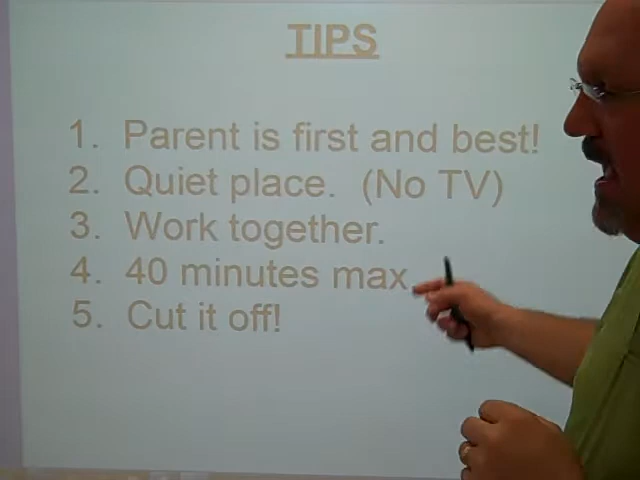 TIPS
1. Parent is first and best!
2. Quiet place. (No TV)
3. Work together.
4. 40 minutes max
5. Cut it off!